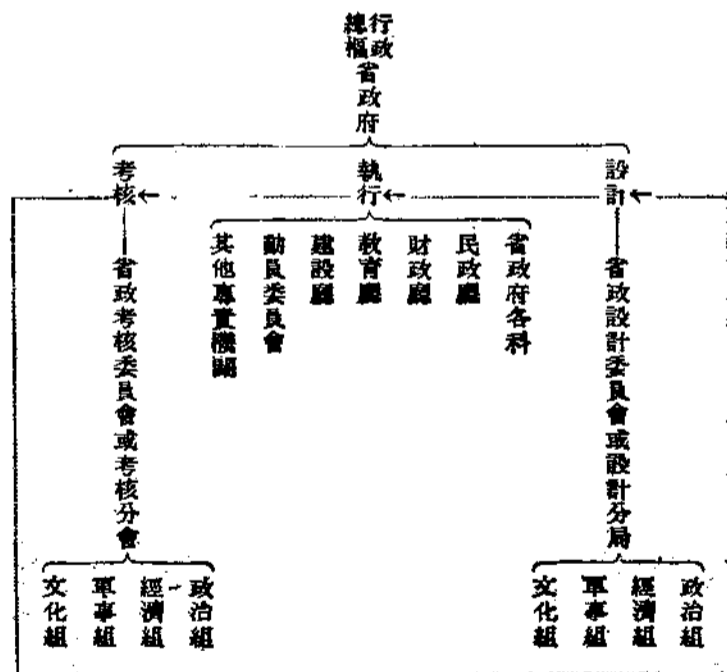 行政
總樞
省政府
設計
執行
考核
省政府各科
民政廳
財政廳
教育廳
建設廳
動員委員會
其他專責機關
省政設計委員會或設計分局
省政考核委員會或考核分會
政治組
經濟組
軍事組
文化組
政治組
經濟組
軍事組
文化組